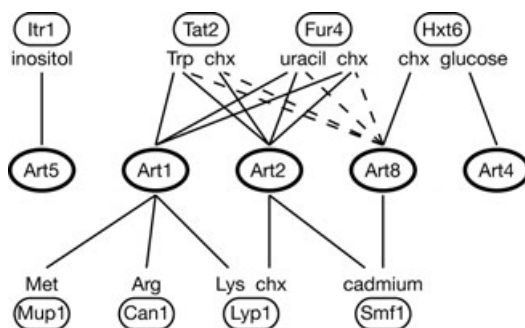 Itr1 Tat2 Fur4 Hxt6
inositol Trp chx uracil chx chx glucose
Art5 Art1 Art2 Art8 Art4
Met Arg Lys chx cadmium
Mup1 Can1 Lyp1 Smf1